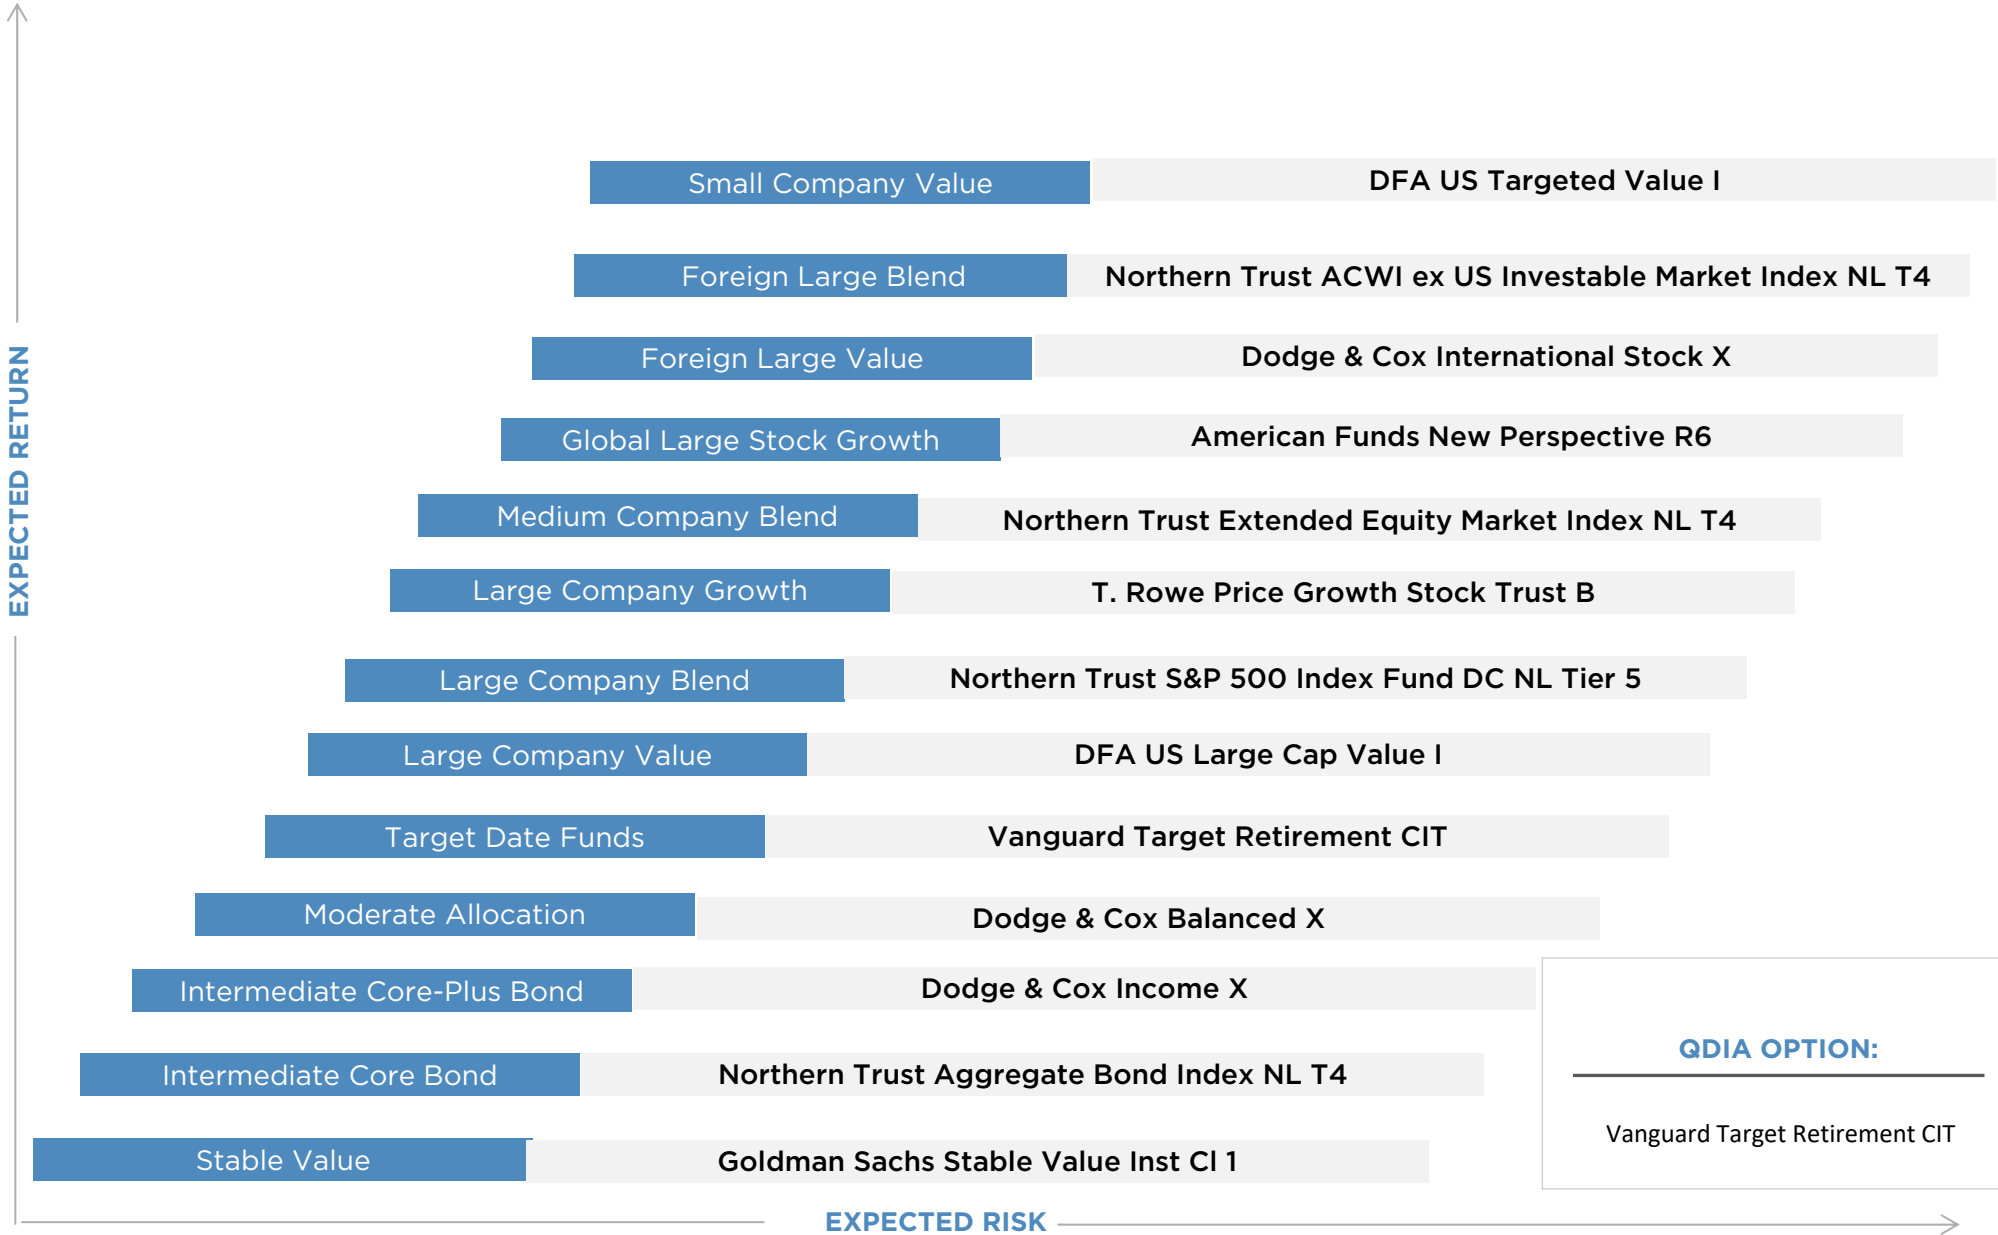 EXPECTED RETURN
Small Company Value
DFA US Targeted Value I
Foreign Large Blend
Northern Trust ACWI ex US Investable Market Index NL T4
Foreign Large Value
Dodge & Cox International Stock X
Global Large Stock Growth
American Funds New Perspective R6
Medium Company Blend
Northern Trust Extended Equity Market Index NL T4
Large Company Growth
T. Rowe Price Growth Stock Trust B
Large Company Blend
Northern Trust S&P 500 Index Fund DC NL Tier 5
Large Company Value
DFA US Large Cap Value I
Target Date Funds
Vanguard Target Retirement CIT
Moderate Allocation
Dodge & Cox Balanced X
Intermediate Core-Plus Bond
Dodge & Cox Income X
Intermediate Core Bond
Northern Trust Aggregate Bond Index NL T4
Stable Value
Goldman Sachs Stable Value Inst Cl 1
QDIA OPTION:
Vanguard Target Retirement CIT
EXPECTED RISK